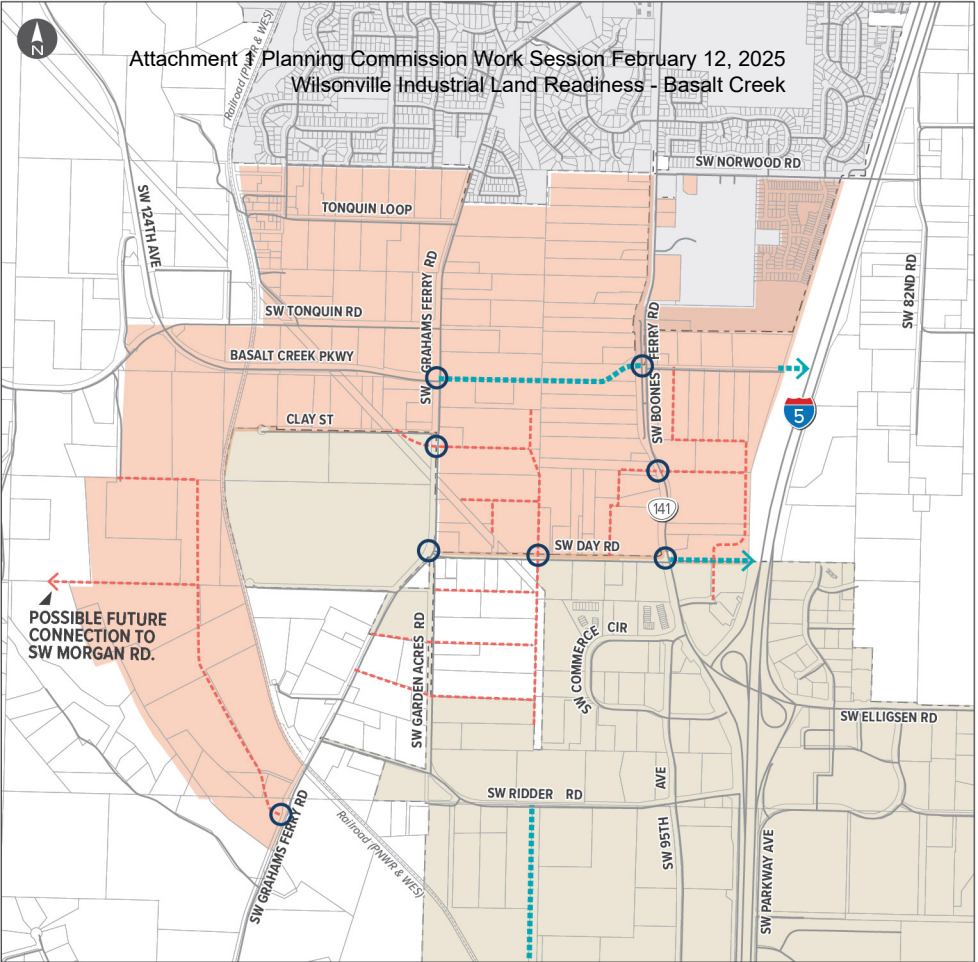 N
Attachment 1 Planning Commission Work Session February 12, 2025
Wilsonville Industrial Land Readiness - Basalt Creek
Railroad (PNWR & WES)
SW NORWOOD RD
TONQUIN LOOP
SW 124TH AVE
SW GRAHAMS FERRY RD
SW 82ND RD
SW TONQUIN RD
SW BOONES FERRY RD
BASALT CREEK PKWY
5
CLAY ST
141
SW DAY RD
POSSIBLE FUTURE
CONNECTION TO
SW MORGAN RD.
SW GARDEN ACRES RD
SW COMMERCE CIR
SW ELLIGSEN RD
SW RIDDER RD
SW 95TH AVE
SW GRAHAMS FERRY RD
Railroad (PNWR & WES)
SW PARKWAY AVE